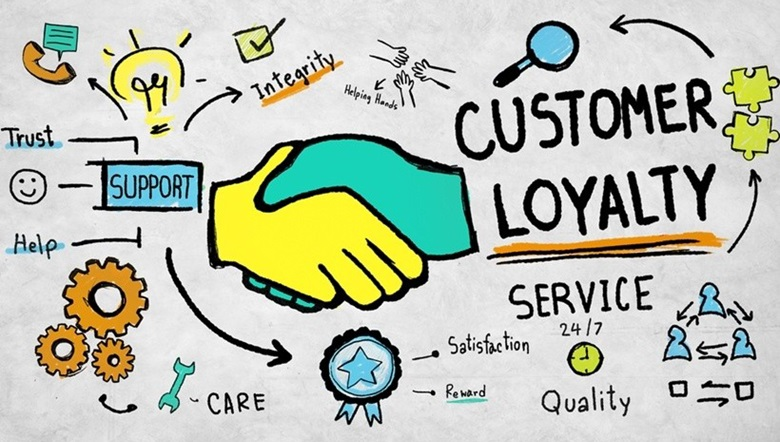 Integrity
Helping Hands
CUSTOMER
LOYALTY
Trust
SUPPORT
Help
SERVICE
24/7
Satisfaction
Reward
CARE
Quality